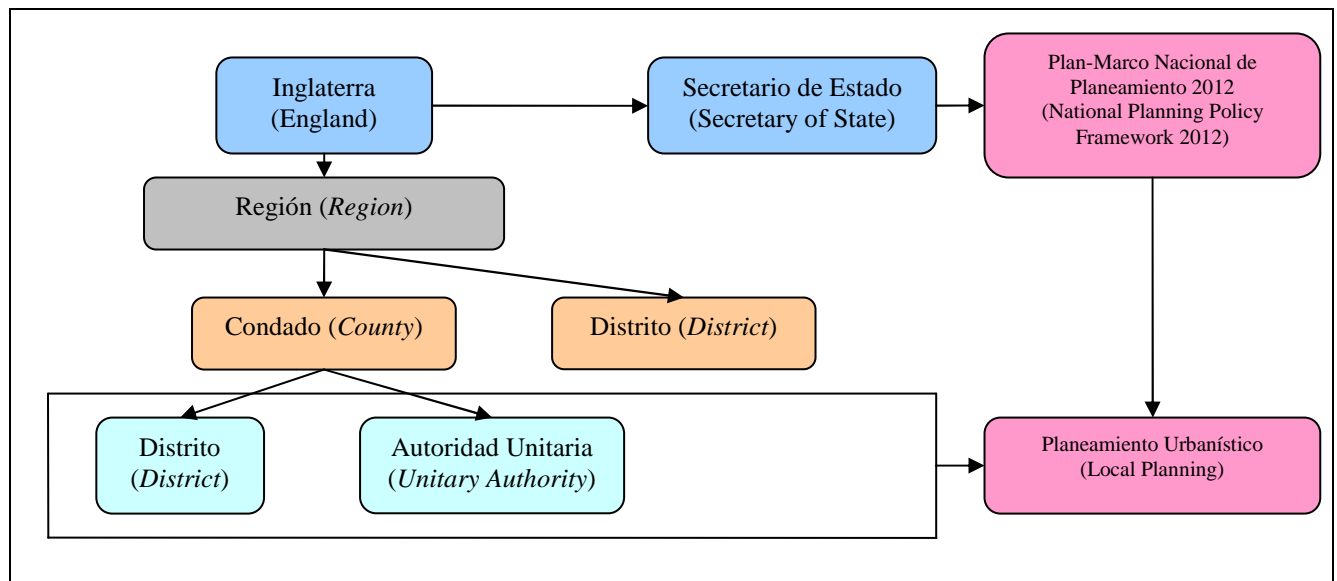 Inglaterra
(England)
Secretario de Estado
(Secretary of State)
Plan-Marco Nacional de
Planeamiento 2012
(National Planning Policy
Framework 2012)
Región (Region)
Condado (County)
Distrito (District)
Distrito
(District)
Autoridad Unitaria
(Unitary Authority)
Planeamiento Urbanístico
(Local Planning)